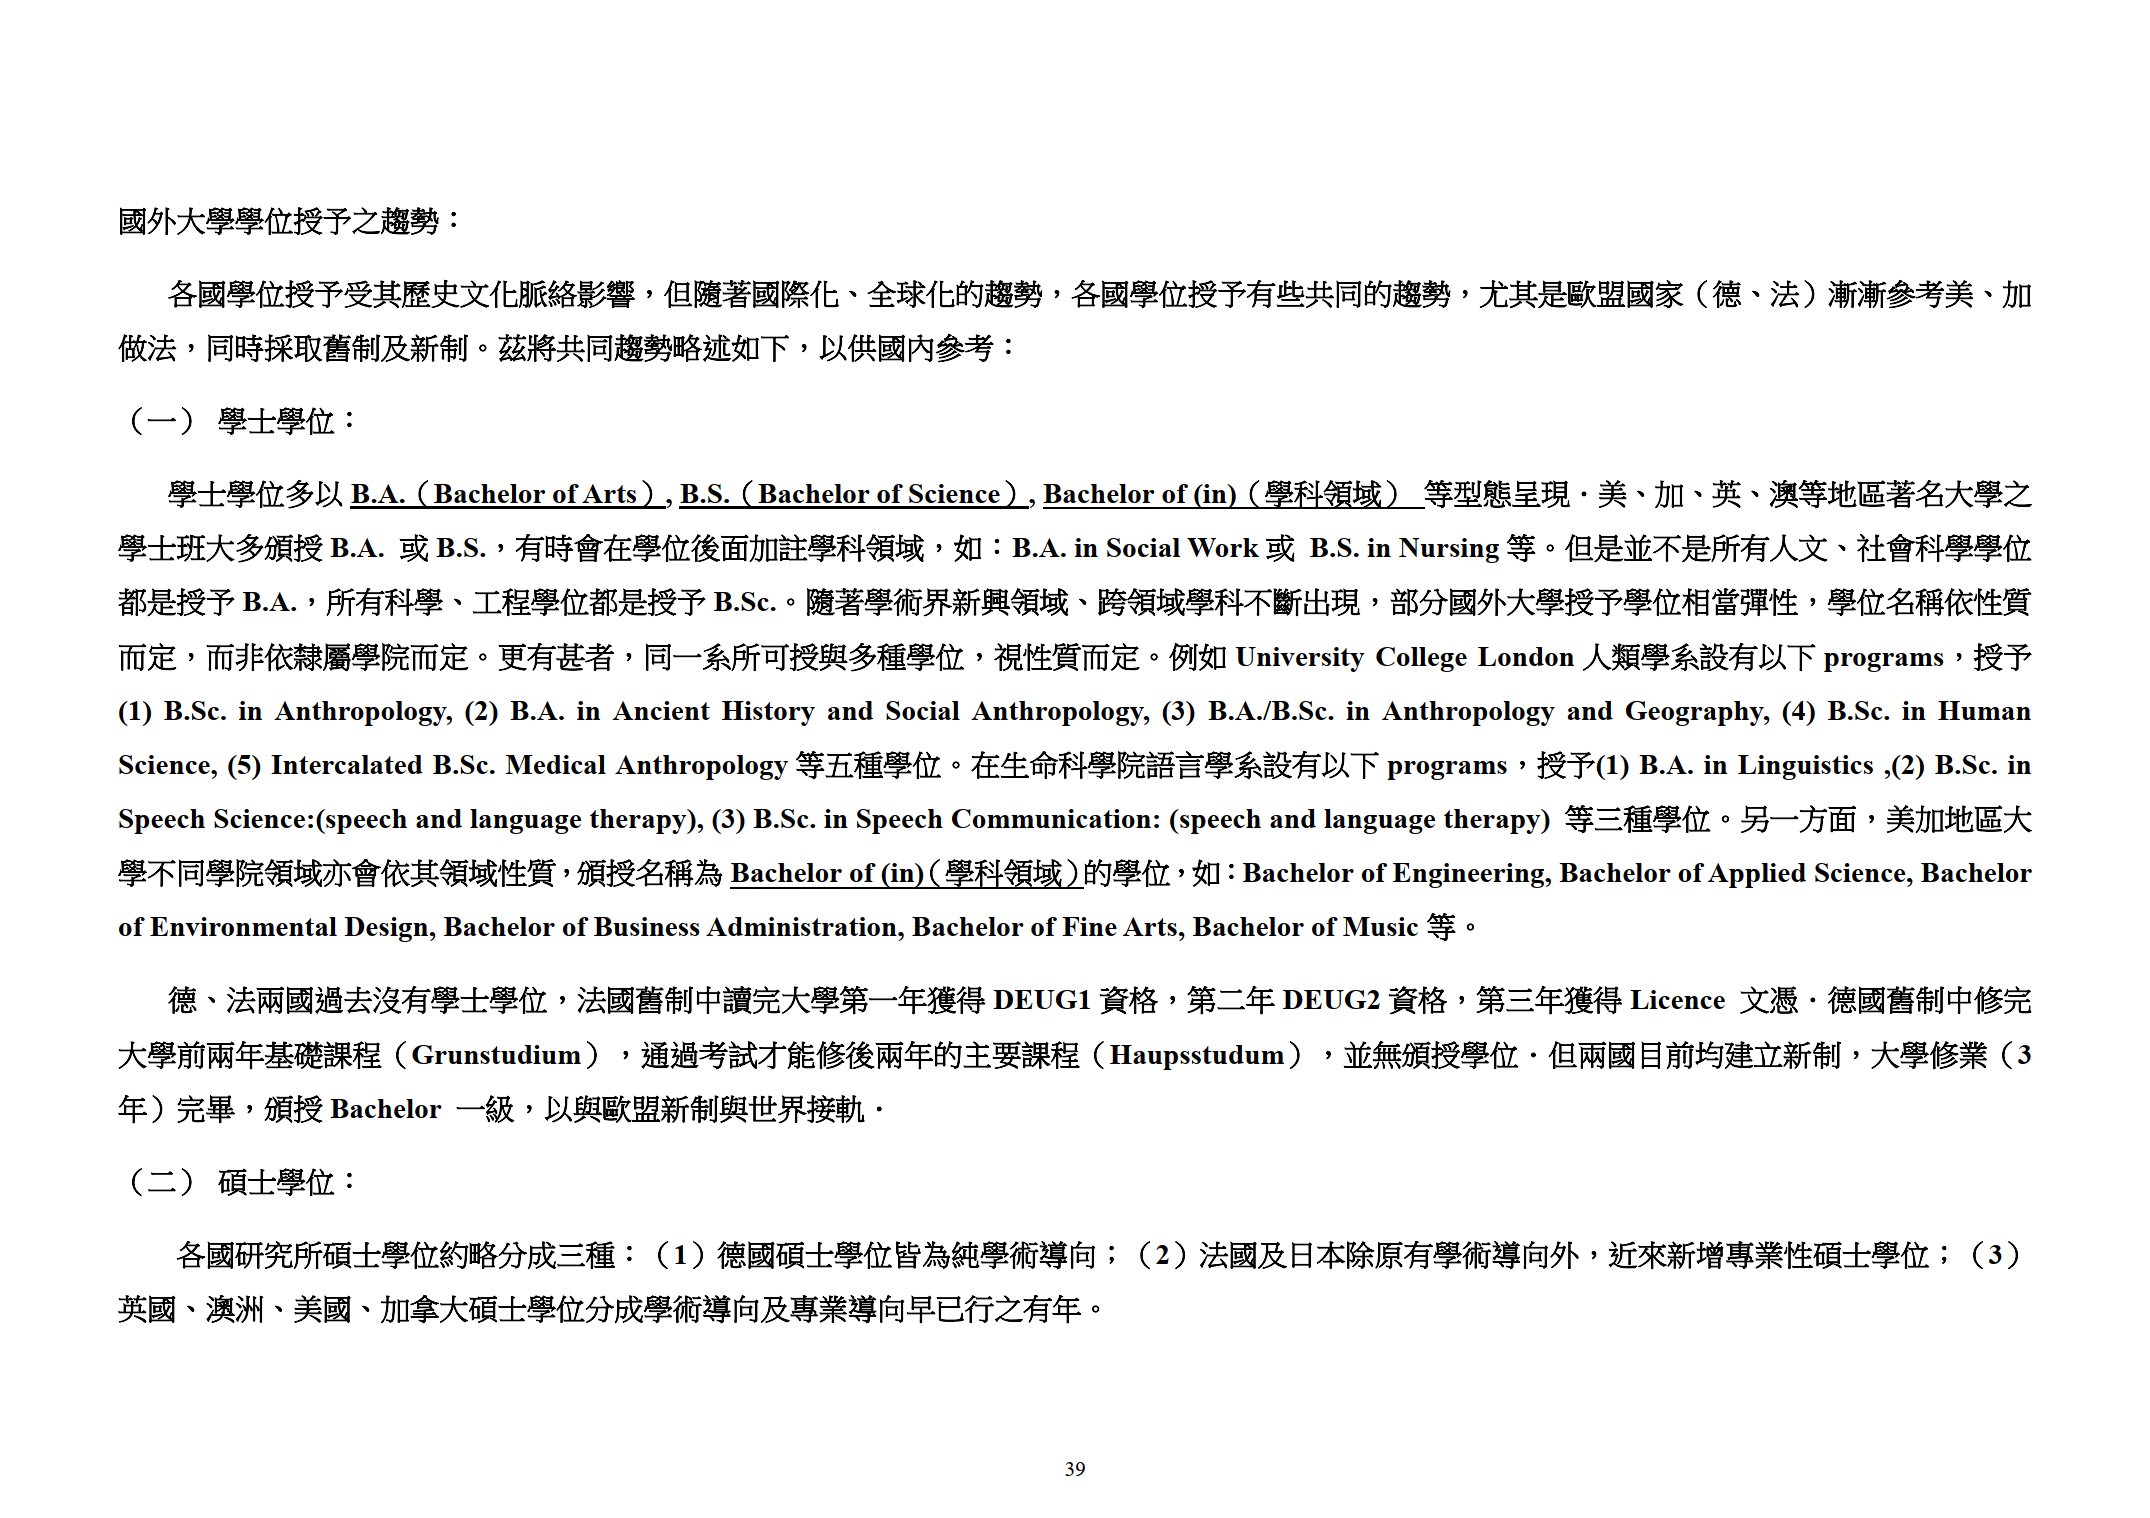 國外大學學位授予之趨勢：
各國學位授予受其歷史文化脈絡影響，但隨著國際化、全球化的趨勢，各國學位授予有些共同的趨勢，尤其是歐盟國家（德、法）漸漸參考美、加
做法，同時採取舊制及新制。茲將共同趨勢略述如下，以供國內參考：
（一） 學士學位：
學士學位多以 B.A.（Bachelor of Arts）, B.S.（Bachelor of Science）, Bachelor of (in)（學科領域） 等型態呈現．美、加、英、澳等地區著名大學之
學士班大多頒授 B.A. 或 B.S.，有時會在學位後面加註學科領域，如：B.A. in Social Work 或 B.S. in Nursing 等。但是並不是所有人文、社會科學學位
都是授予 B.A.，所有科學、工程學位都是授予 B.Sc.。隨著學術界新興領域、跨領域學科不斷出現，部分國外大學授予學位相當彈性，學位名稱依性質
而定，而非依隸屬學院而定。更有甚者，同一系所可授與多種學位，視性質而定。例如 University College London 人類學系設有以下 programs，授予
(1) B.Sc. in Anthropology, (2) B.A. in Ancient History and Social Anthropology, (3) B.A./B.Sc. in Anthropology and Geography, (4) B.Sc. in Human
Science, (5) Intercalated B.Sc. Medical Anthropology 等五種學位。在生命科學院語言學系設有以下 programs，授予(1) B.A. in Linguistics ,(2) B.Sc. in
Speech Science:(speech and language therapy), (3) B.Sc. in Speech Communication: (speech and language therapy) 等三種學位。另一方面，美加地區大
學不同學院領域亦會依其領域性質，頒授名稱為 Bachelor of (in)（學科領域）的學位，如：Bachelor of Engineering, Bachelor of Applied Science, Bachelor
of Environmental Design, Bachelor of Business Administration, Bachelor of Fine Arts, Bachelor of Music 等。
德、法兩國過去沒有學士學位，法國舊制中讀完大學第一年獲得 DEUG1 資格，第二年 DEUG2 資格，第三年獲得 Licence 文憑．德國舊制中修完
大學前兩年基礎課程（Grunstudium），通過考試才能修後兩年的主要課程（Haupsstudum），並無頒授學位．但兩國目前均建立新制，大學修業（3
年）完畢，頒授 Bachelor 一級，以與歐盟新制與世界接軌．
（二） 碩士學位：
各國研究所碩士學位約略分成三種：（1）德國碩士學位皆為純學術導向；（2）法國及日本除原有學術導向外，近來新增專業性碩士學位；（3）
英國、澳洲、美國、加拿大碩士學位分成學術導向及專業導向早已行之有年。
39